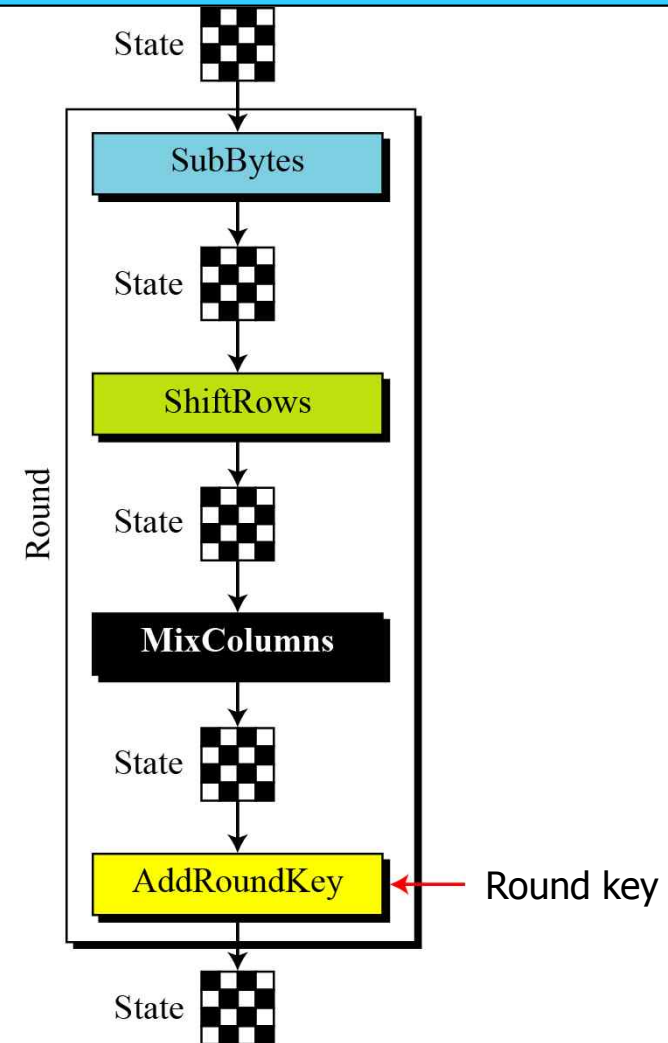 State
SubBytes
State
ShiftRows
Round
State
MixColumns
State
AddRoundKey
Round key
State